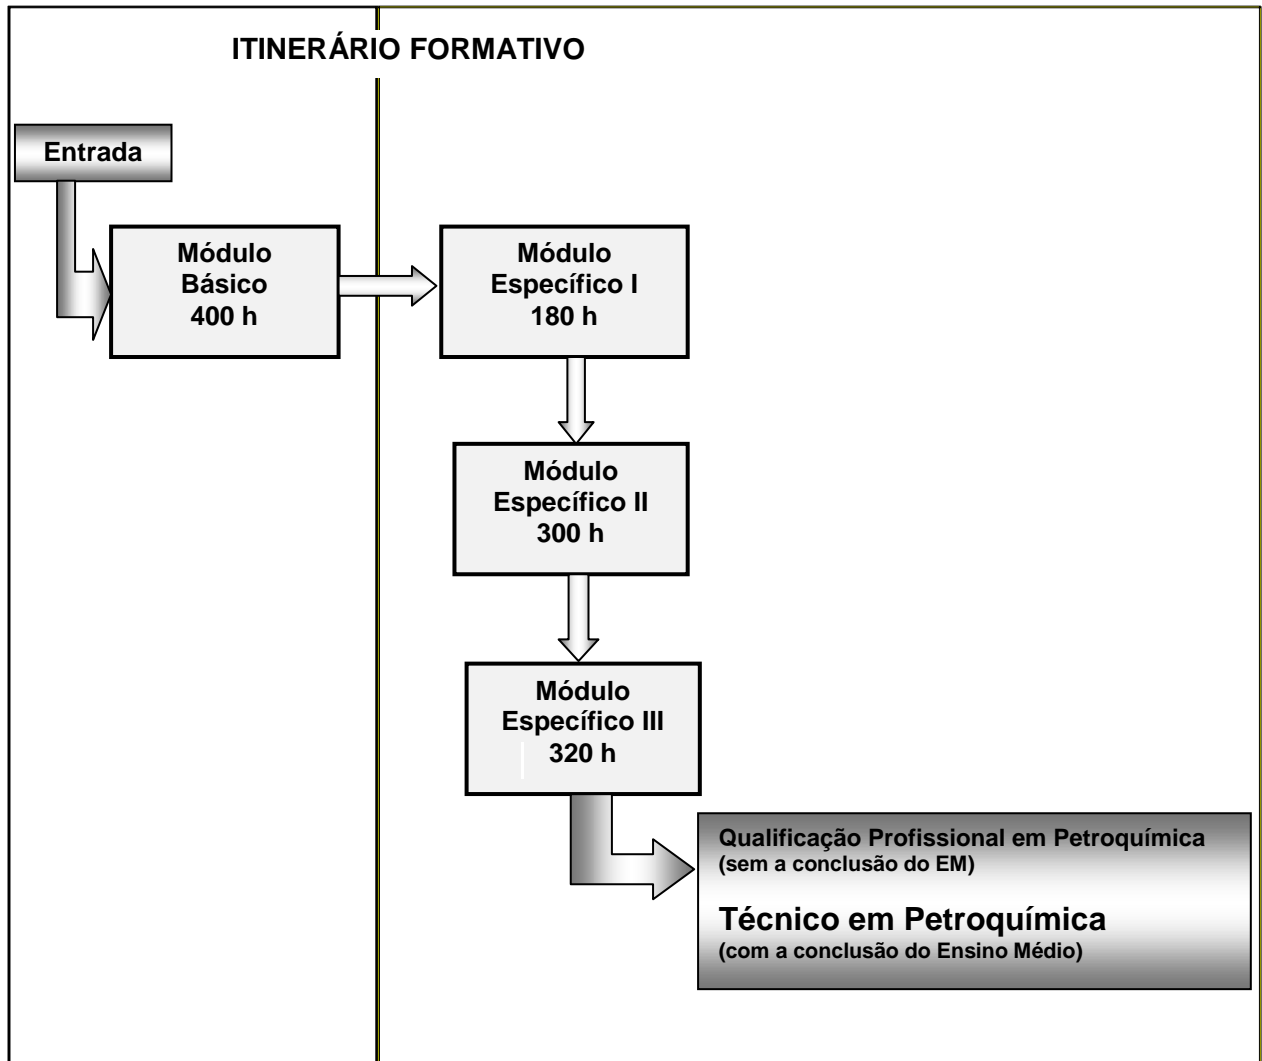 ITINERÁRIO FORMATIVO
Entrada
Módulo
Básico
400 h
Módulo
Específico I
180 h
Módulo
Específico II
300 h
Módulo
Específico III
320 h
Qualificação Profissional em Petroquímica
(sem a conclusão do EM)
Técnico em Petroquímica
(com a conclusão do Ensino Médio)